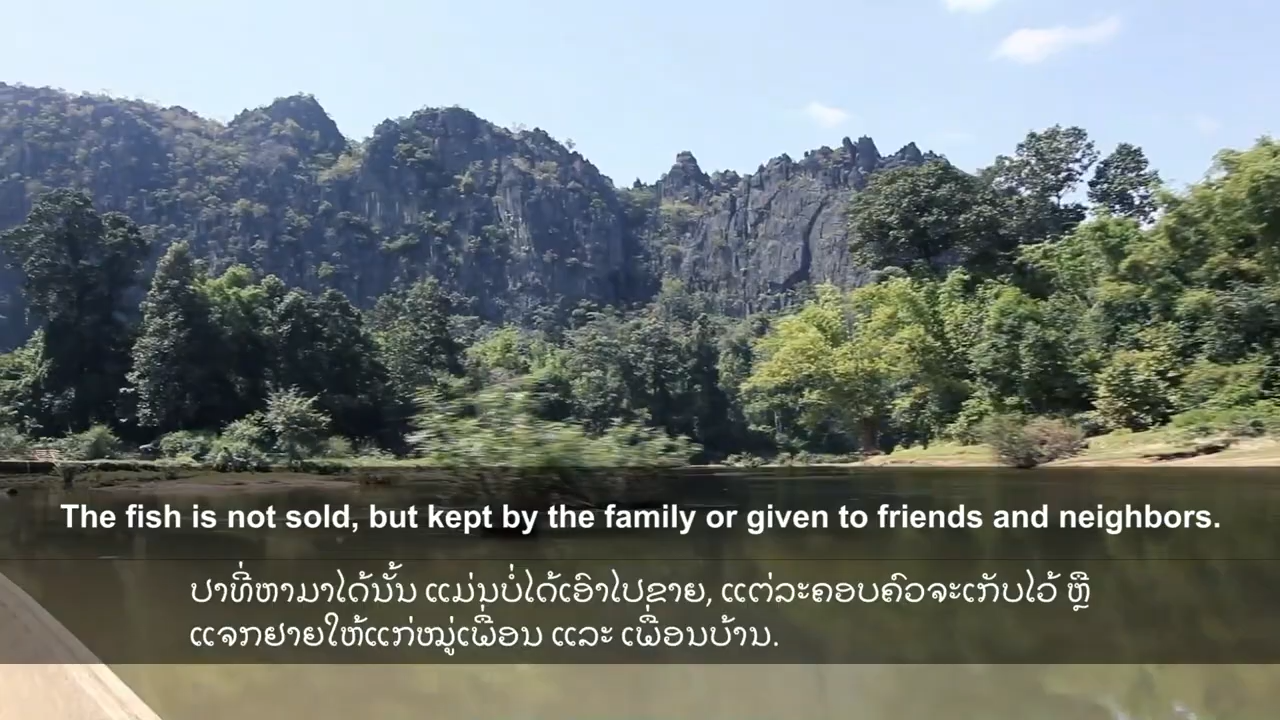 The fish is not sold, but kept by the family or given to friends and neighbors.
ປາທີ່ຫາມາໄດ້ນັ້ນ ແມ່ນບໍ່ໄດ້ເອົາໄປຂາຍ, ແຕ່ລະຄອບຄົວຈະເກັບໄວ້ ຫຼື
ແຈກຢາຍໃຫ້ແກ່ໝູ່ເພື່ອນ ແລະ ເພື່ອນບ້ານ.